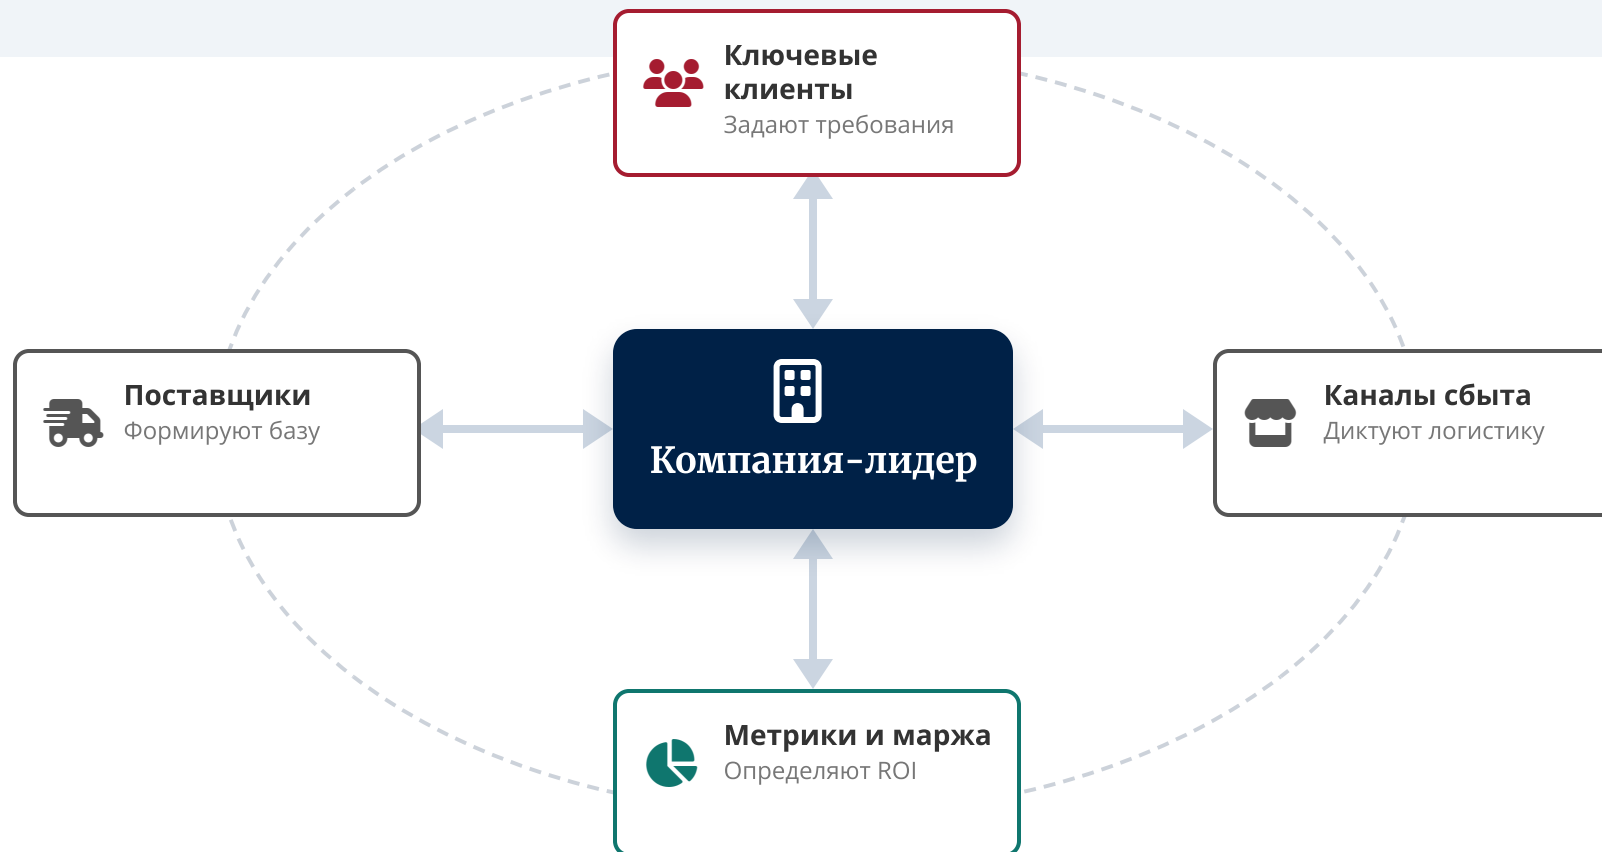 Ключевые
клиенты
Задают требования
Поставщики
Формируют базу
Компания-лидер
Каналы сбыта
Диктуют логистику
Метрики и маржа
Определяют ROI